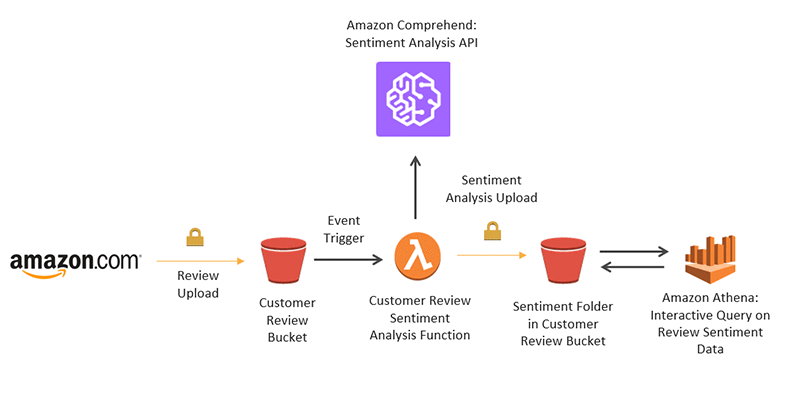 Amazon Comprehend:
Sentiment Analysis API
Sentiment
Analysis Upload
Event
Trigger
amazon.com®
Review
Upload
Customer
Review
Bucket
Customer Review
Sentiment
Analysis Function
Sentiment Folder
in Customer
Review Bucket
Amazon Athena:
Interactive Query on
Review Sentiment
Data